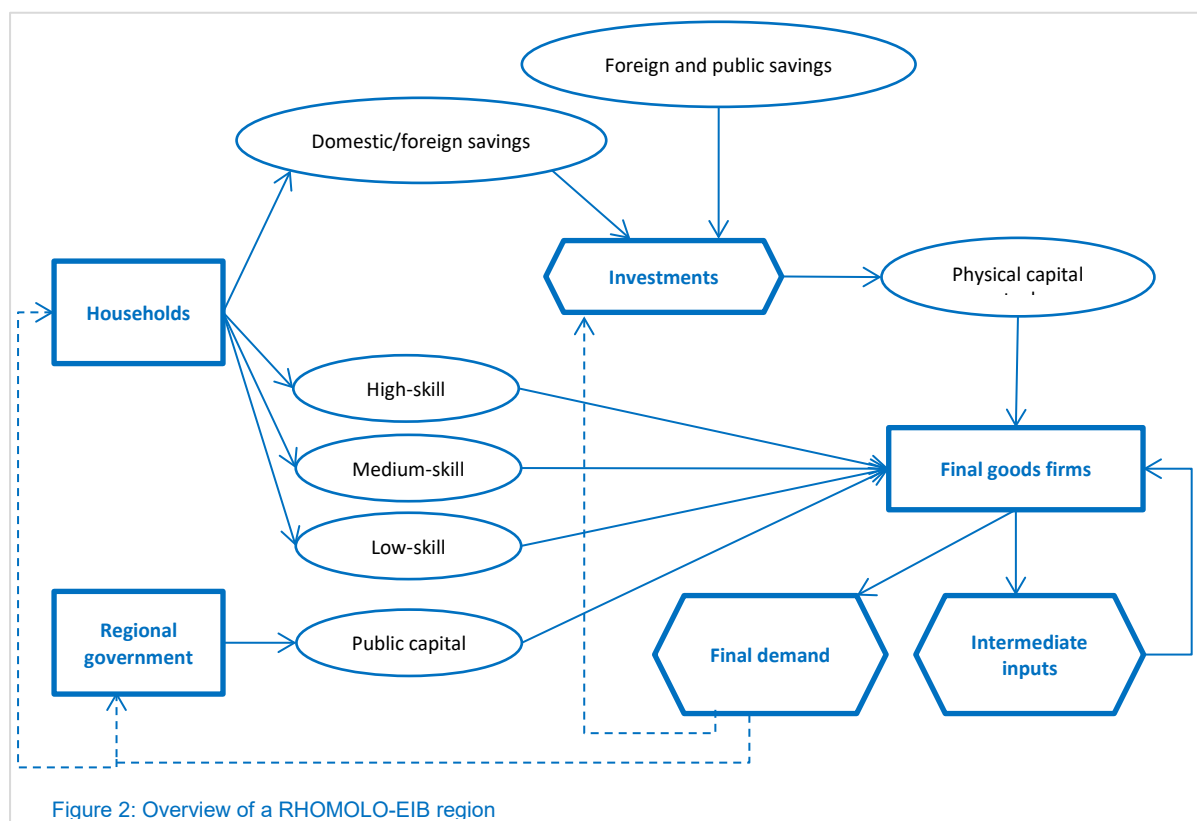 Foreign and public savings
Domestic/foreign savings
Investments
Physical capital
Households
High-skill
Medium-skill
Final goods firms
Low-skill
Regional
government
Public capital
Final demand
Intermediate
inputs
Figure 2: Overview of a RHOMOLO-EIB region